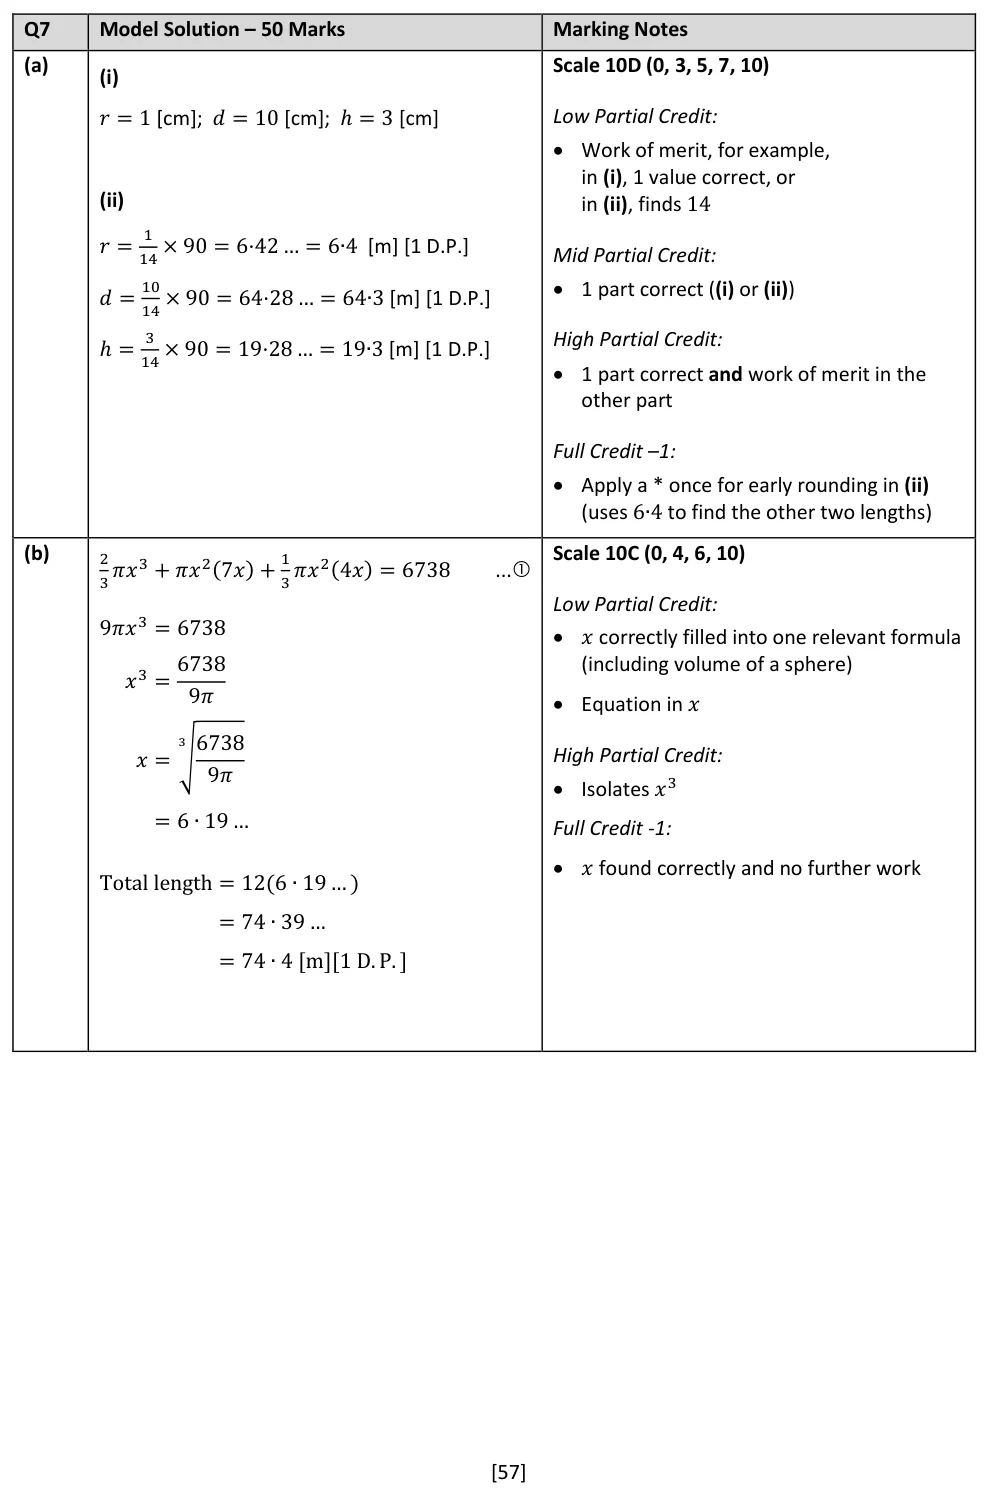 Q7 Model Solution – 50 Marks Marking Notes
(a)
(i)
r = 1 [cm]; d = 10 [cm]; h = 3 [cm]
(ii)
r = 1/14 × 90 = 6·42 … = 6·4 [m] [1 D.P.]
d = 10/14 × 90 = 64·28 … = 64·3 [m] [1 D.P.]
h = 3/14 × 90 = 19·28 … = 19·3 [m] [1 D.P.]
Scale 10D (0, 3, 5, 7, 10)
Low Partial Credit:
• Work of merit, for example,
in (i), 1 value correct, or
in (ii), finds 14
Mid Partial Credit:
• 1 part correct ((i) or (ii))
High Partial Credit:
• 1 part correct and work of merit in the
other part
Full Credit –1:
• Apply a * once for early rounding in (ii)
(uses 6·4 to find the other two lengths)
(b)
2/3 πx³ + πx²(7x) + 1/3 πx²(4x) = 6738 …①
9πx³ = 6738
x³ = 6738/9π
x = ∛(6738/9π)
= 6 · 19 …
Total length = 12(6 · 19 … )
= 74 · 39 …
= 74 · 4 [m][1 D. P. ]
Scale 10C (0, 4, 6, 10)
Low Partial Credit:
• x correctly filled into one relevant formula
(including volume of a sphere)
• Equation in x
High Partial Credit:
• Isolates x³
Full Credit -1:
• x found correctly and no further work
[57]